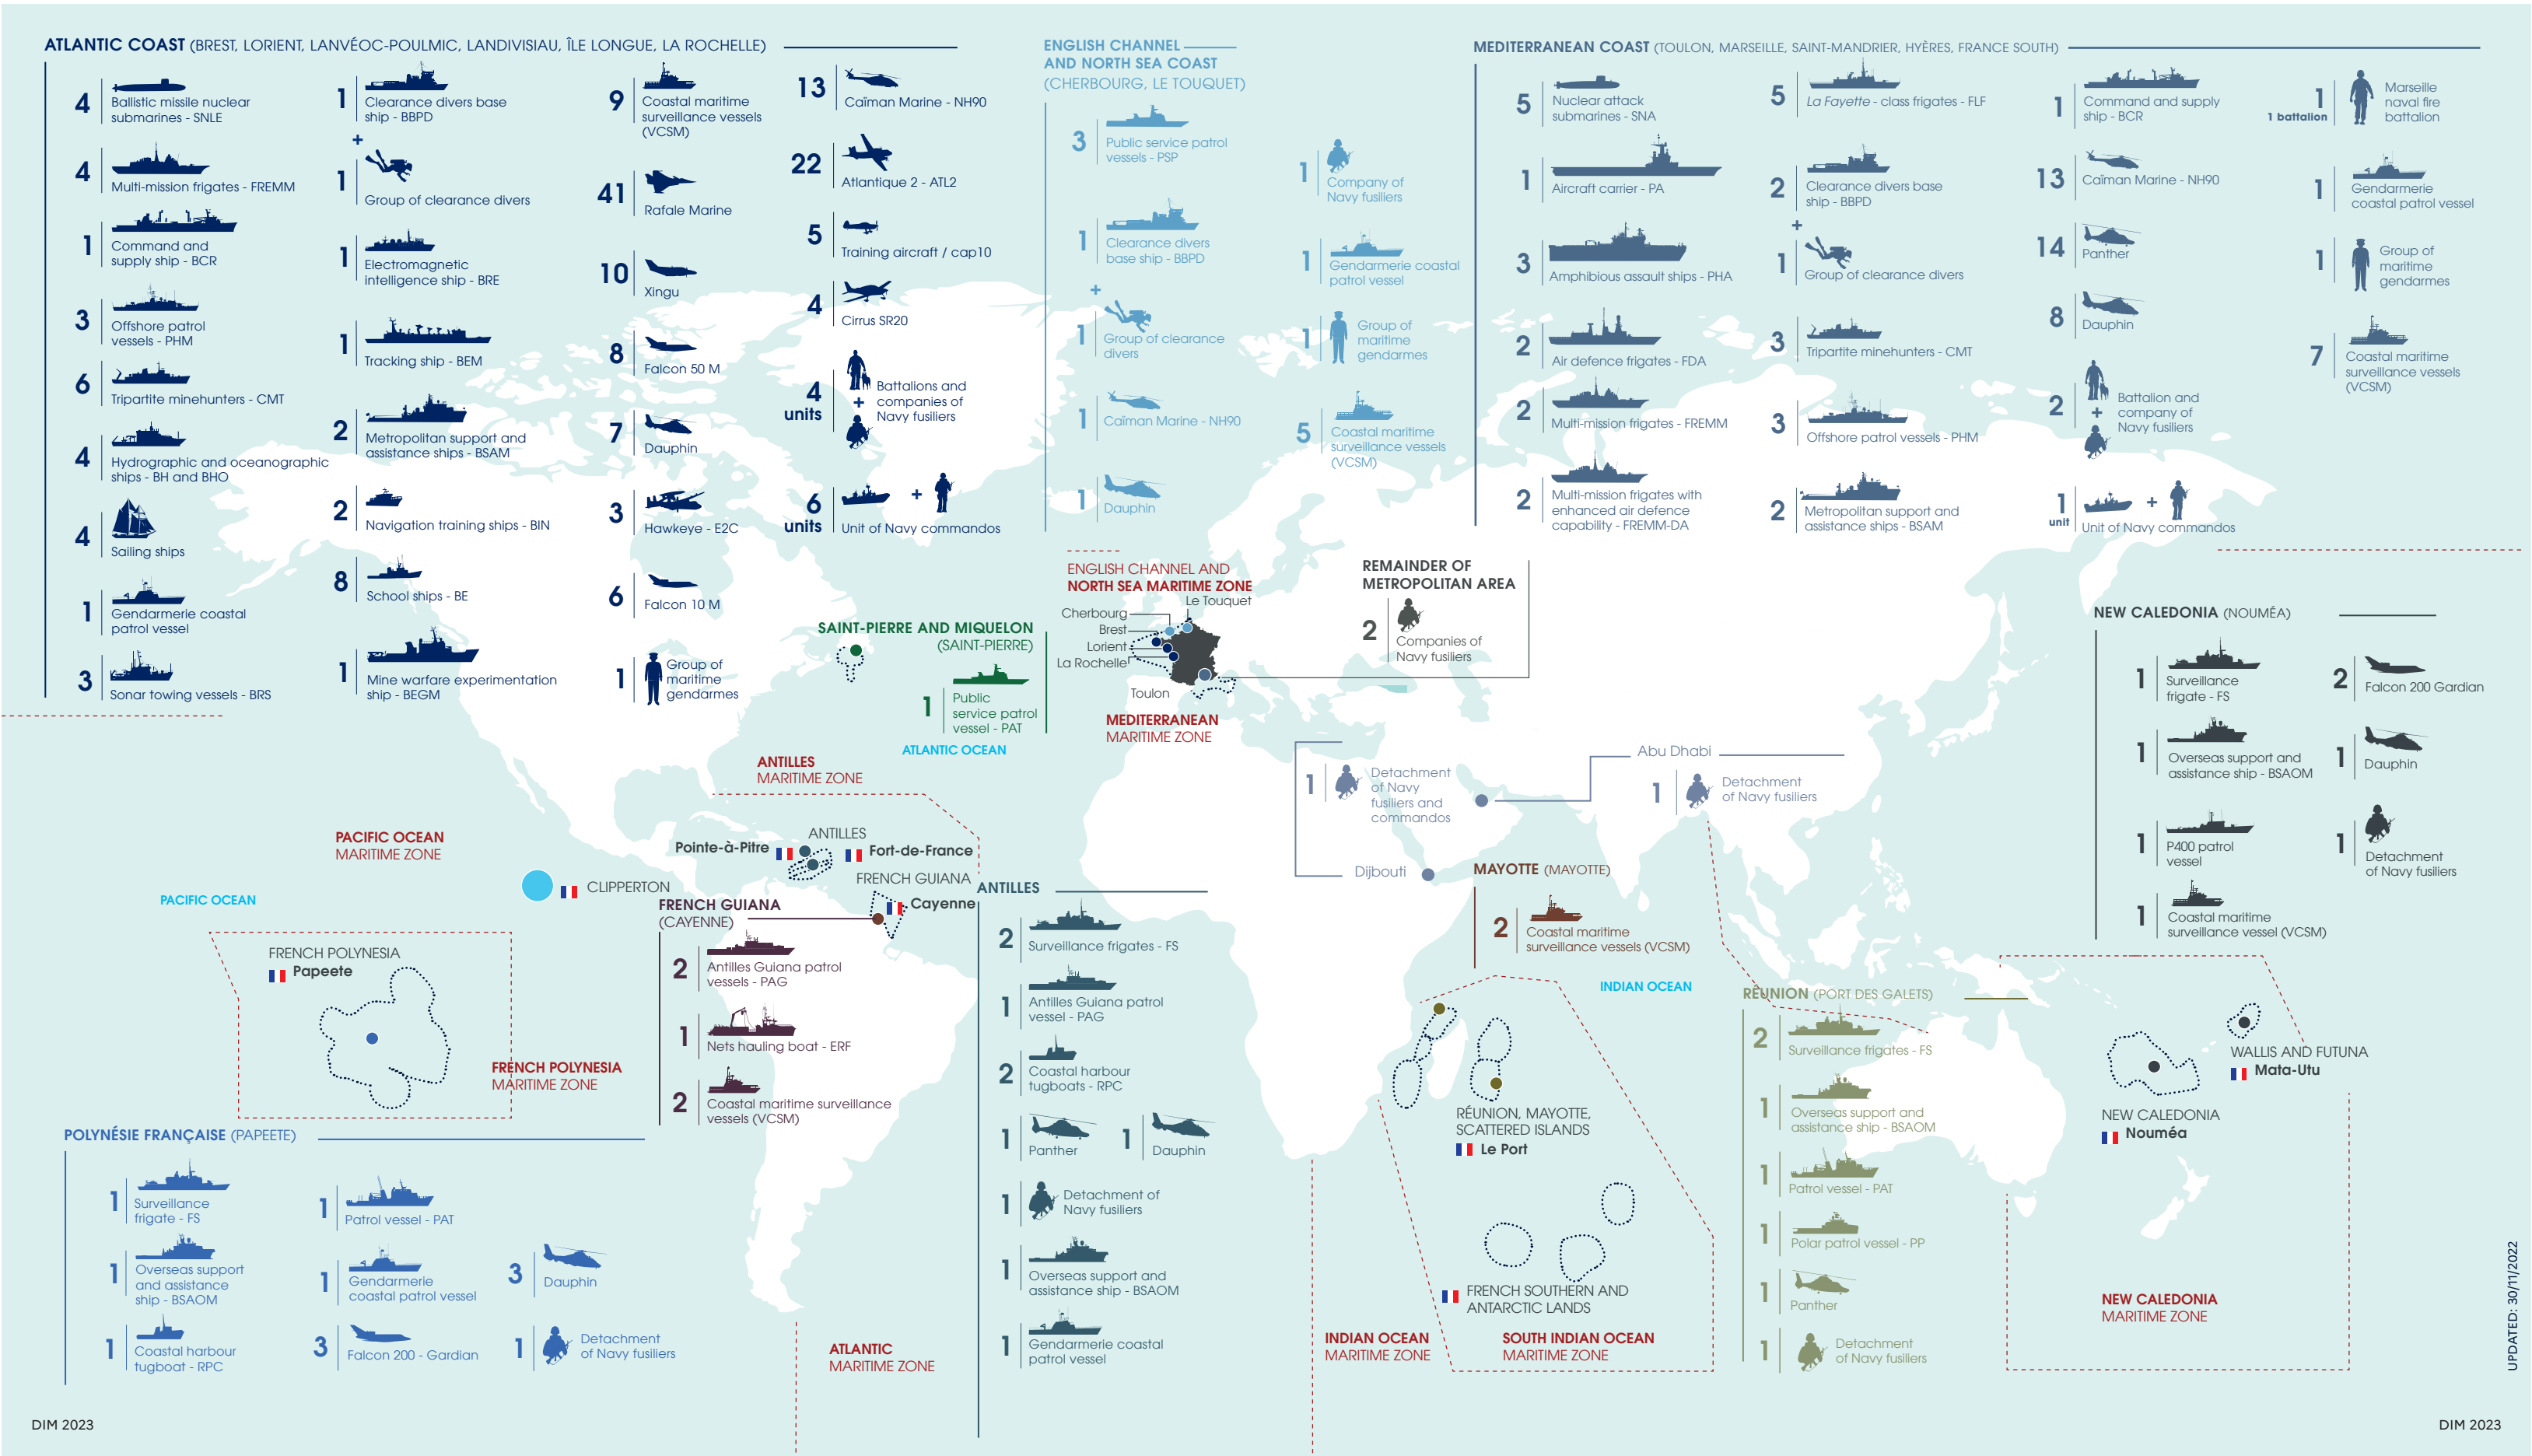 ATLANTIC COAST (BREST, LORIENT, LANVÉOC-POULMIC, LANDIVISIAU, ÎLE LONGUE, LA ROCHELLE)
4
Ballistic missile nuclear
submarines - SNLE
4
Multi-mission frigates - FREMM
1
Command and
supply ship - BCR
3
Offshore patrol
vessels - PHM
6
Tripartite minehunters - CMT
4
Hydrographic and oceanographic
ships - BH and BHO
4
Sailing ships
1
Gendarmerie coastal
patrol vessel
3
Sonar towing vessels - BRS
1
Clearance divers base
ship - BBPD
+
1
Group of clearance divers
1
Electromagnetic
intelligence ship - BRE
1
Tracking ship - BEM
2
Metropolitan support and
assistance ships - BSAM
2
Navigation training ships - BIN
8
School ships - BE
1
Mine warfare experimentation
ship - BEGM
9
Coastal maritime
surveillance vessels
(VCSM)
41
Rafale Marine
10
Xingu
8
Falcon 50 M
7
Dauphin
3
Hawkeye - E2C
6
Falcon 10 M
1
Group of
maritime
gendarmes
13
Caïman Marine - NH90
22
Atlantique 2 - ATL2
5
Training aircraft / cap10
4
Cirrus SR20
4
units
+
Battalions and
companies of
Navy fusiliers
6
units
+
Unit of Navy commandos
ENGLISH CHANNEL
AND NORTH SEA COAST
(CHERBOURG, LE TOUQUET)
3
Public service patrol
vessels - PSP
1
Clearance divers
base ship - BBPD
+
1
Group of clearance
divers
1
Caïman Marine - NH90
1
Dauphin
1
Company of
Navy fusiliers
1
Gendarmerie coastal
patrol vessel
1
Group of
maritime
gendarmes
5
Coastal maritime
surveillance vessels
(VCSM)
MEDITERRANEAN COAST (TOULON, MARSEILLE, SAINT-MANDRIER, HYÈRES, FRANCE SOUTH)
5
Nuclear attack
submarines - SNA
1
Aircraft carrier - PA
3
Amphibious assault ships - PHA
2
Air defence frigates - FDA
2
Multi-mission frigates - FREMM
2
Multi-mission frigates with
enhanced air defence
capability - FREMM-DA
5
La Fayette - class frigates - FLF
2
Clearance divers base
ship - BBPD
+
1
Group of clearance divers
3
Tripartite minehunters - CMT
3
Offshore patrol vessels - PHM
2
Metropolitan support and
assistance ships - BSAM
1
Command and supply
ship - BCR
13
Caïman Marine - NH90
14
Panther
8
Dauphin
2
+
Battalion and
company of
Navy fusiliers
1
unit
+
Unit of Navy commandos
1
1 battalion
Marseille
naval fire
battalion
1
Gendarmerie
coastal patrol vessel
1
Group of
maritime
gendarmes
7
Coastal maritime
surveillance vessels
(VCSM)
ENGLISH CHANNEL AND
NORTH SEA MARITIME ZONE
Le Touquet
Cherbourg
Brest
Lorient
La Rochelle
Toulon
MEDITERRANEAN
MARITIME ZONE
REMAINDER OF
METROPOLITAN AREA
2
Companies of
Navy fusiliers
SAINT-PIERRE AND MIQUELON
(SAINT-PIERRE)
1
Public
service patrol
vessel - PAT
ATLANTIC OCEAN
ANTILLES
MARITIME ZONE
NEW CALEDONIA (NOUMÉA)
1
Surveillance
frigate - FS
1
Overseas support and
assistance ship - BSAOM
1
P400 patrol
vessel
1
Coastal maritime
surveillance vessel (VCSM)
2
Falcon 200 Gardian
1
Dauphin
1
Detachment
of Navy fusiliers
1
Detachment
of Navy
fusiliers and
commandos
Djibouti
Abu Dhabi
1
Detachment
of Navy fusiliers
PACIFIC OCEAN
MARITIME ZONE
PACIFIC OCEAN
CLIPPERTON
ANTILLES
Pointe-à-Pitre
Fort-de-France
FRENCH GUIANA
Cayenne
FRENCH GUIANA
(CAYENNE)
2
Antilles Guiana patrol
vessels - PAG
1
Nets hauling boat - ERF
2
Coastal maritime surveillance
vessels (VCSM)
ANTILLES
2
Surveillance frigates - FS
1
Antilles Guiana patrol
vessel - PAG
2
Coastal harbour
tugboats - RPC
1
Panther
1
Dauphin
1
Detachment of
Navy fusiliers
1
Overseas support and
assistance ship - BSAOM
1
Gendarmerie coastal
patrol vessel
MAYOTTE (MAYOTTE)
2
Coastal maritime
surveillance vessels (VCSM)
INDIAN OCEAN
RÉUNION (PORT DES GALETS)
2
Surveillance frigates - FS
1
Overseas support and
assistance ship - BSAOM
1
Patrol vessel - PAT
1
Polar patrol vessel - PP
1
Panther
1
Detachment
of Navy fusiliers
RÉUNION, MAYOTTE,
SCATTERED ISLANDS
Le Port
FRENCH SOUTHERN AND
ANTARCTIC LANDS
INDIAN OCEAN
MARITIME ZONE
SOUTH INDIAN OCEAN
MARITIME ZONE
WALLIS AND FUTUNA
Mata-Utu
NEW CALEDONIA
Nouméa
NEW CALEDONIA
MARITIME ZONE
FRENCH POLYNESIA
Papeete
FRENCH POLYNESIA
MARITIME ZONE
POLYNÉSIE FRANÇAISE (PAPEETE)
1
Surveillance
frigate - FS
1
Overseas support
and assistance
ship - BSAOM
1
Coastal harbour
tugboat - RPC
1
Patrol vessel - PAT
1
Gendarmerie
coastal patrol vessel
3
Falcon 200 - Gardian
3
Dauphin
1
Detachment
of Navy fusiliers
ATLANTIC
MARITIME ZONE
UPDATED: 30/11/2022
DIM 2023
DIM 2023